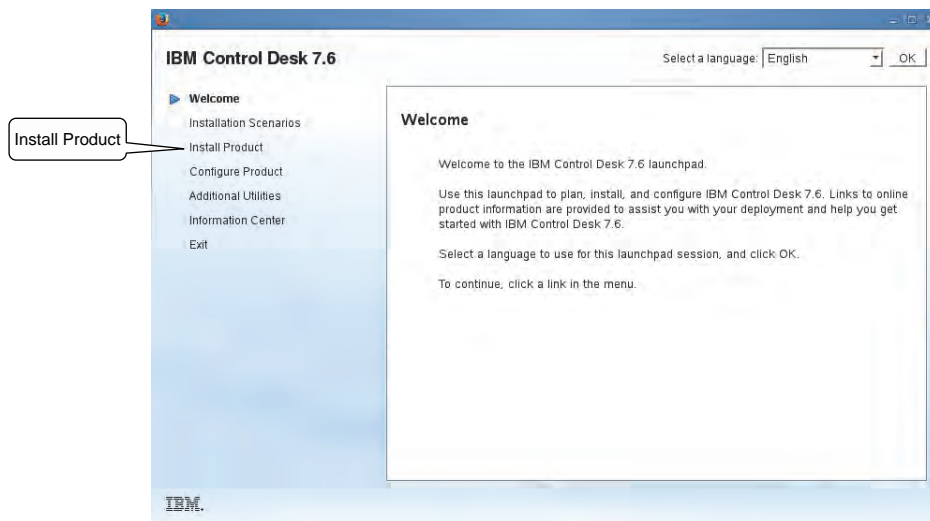 IBM Control Desk 7.6
Select a language: English OK
Welcome
Installation Scenarios
Install Product
Configure Product
Additional Utilities
Information Center
Exit
Install Product
Welcome
Welcome to the IBM Control Desk 7.6 launchpad.
Use this launchpad to plan, install, and configure IBM Control Desk 7.6. Links to online
product information are provided to assist you with your deployment and help you get
started with IBM Control Desk 7.6.
Select a language to use for this launchpad session, and click OK.
To continue, click a link in the menu.
IBM.